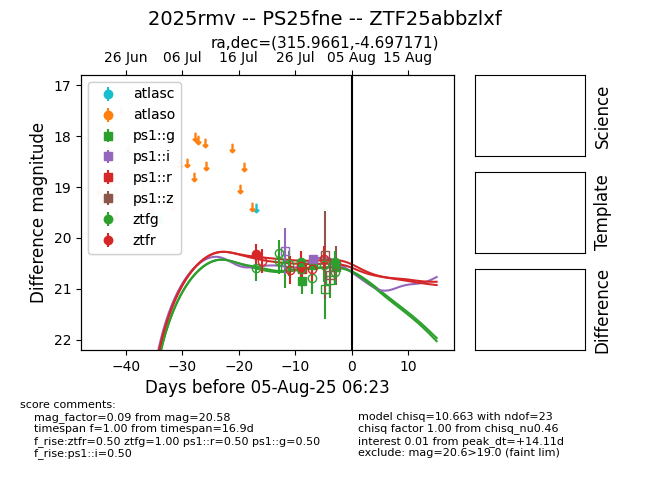 2025rmv -- PS25fne -- ZTF25abbzlxf
ra,dec=(315.9661,-4.697171)
26 Jun 06 Jul 16 Jul 26 Jul 05 Aug 15 Aug
atlasc
atlaso
ps1::g
ps1::i
ps1::r
ps1::z
ztfg
ztfr
17
18
19
20
21
22
Difference magnitude
−40 −30 −20 −10 0 10
Days before 05-Aug-25 06:23
Science
Template
Difference
score comments:
mag_factor=0.09 from mag=20.58
timespan f=1.00 from timespan=16.9d
f_rise:ztfr=0.50 ztfg=1.00 ps1::r=0.50 ps1::g=0.50
f_rise:ps1::i=0.50
model chisq=10.663 with ndof=23
chisq factor 1.00 from chisq_nu0.46
interest 0.01 from peak_dt=+14.11d
exclude: mag=20.6>19.0 (faint lim)